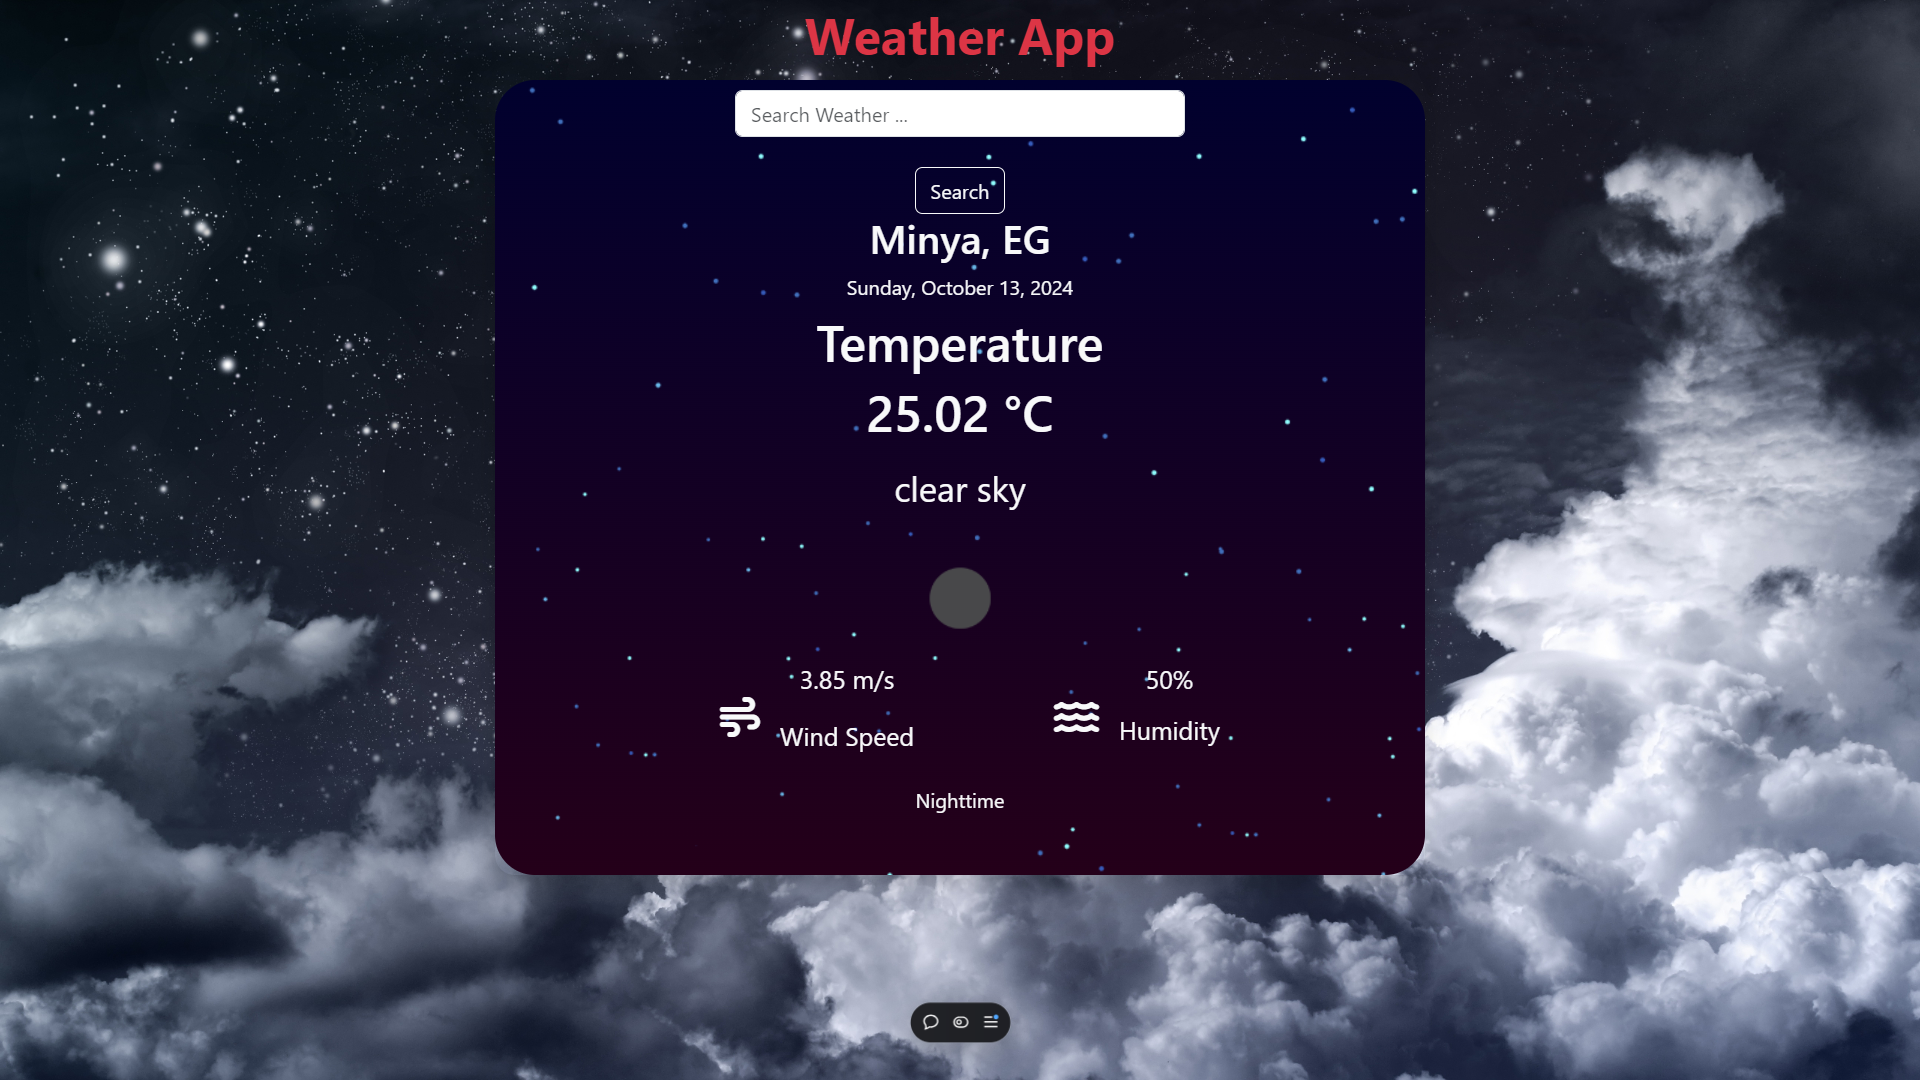 Weather App
Search Weather ...
Search
Minya, EG
Sunday, October 13, 2024
Temperature
25.02 °C
clear sky
3.85 m/s
Wind Speed
50%
Humidity
Nighttime